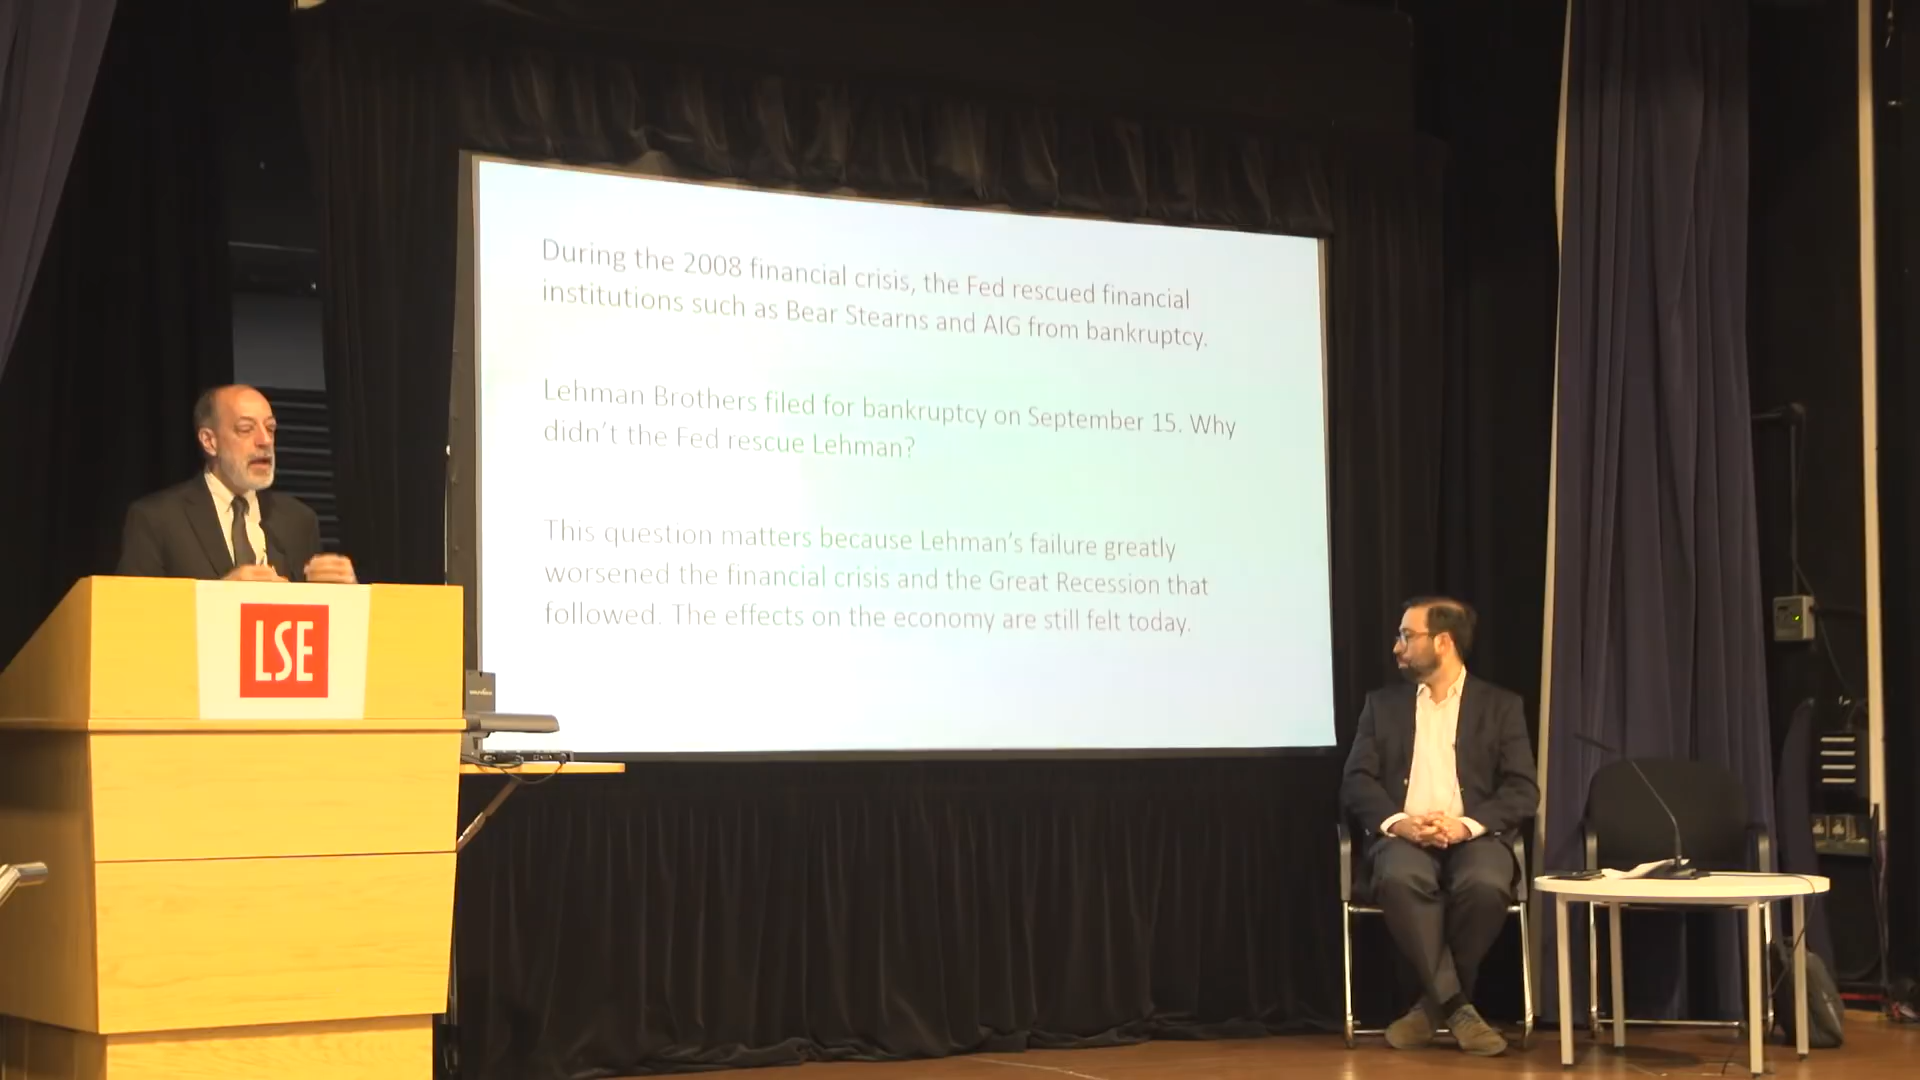 During the 2008 financial crisis, the Fed rescued financial
institutions such as Bear Stearns and AIG from bankruptcy.
Lehman Brothers filed for bankruptcy on September 15. Why
didn't the Fed rescue Lehman?
This question matters because Lehman's failure greatly
worsened the financial crisis and the Great Recession that
followed. The effects on the economy are still felt today.
LSE